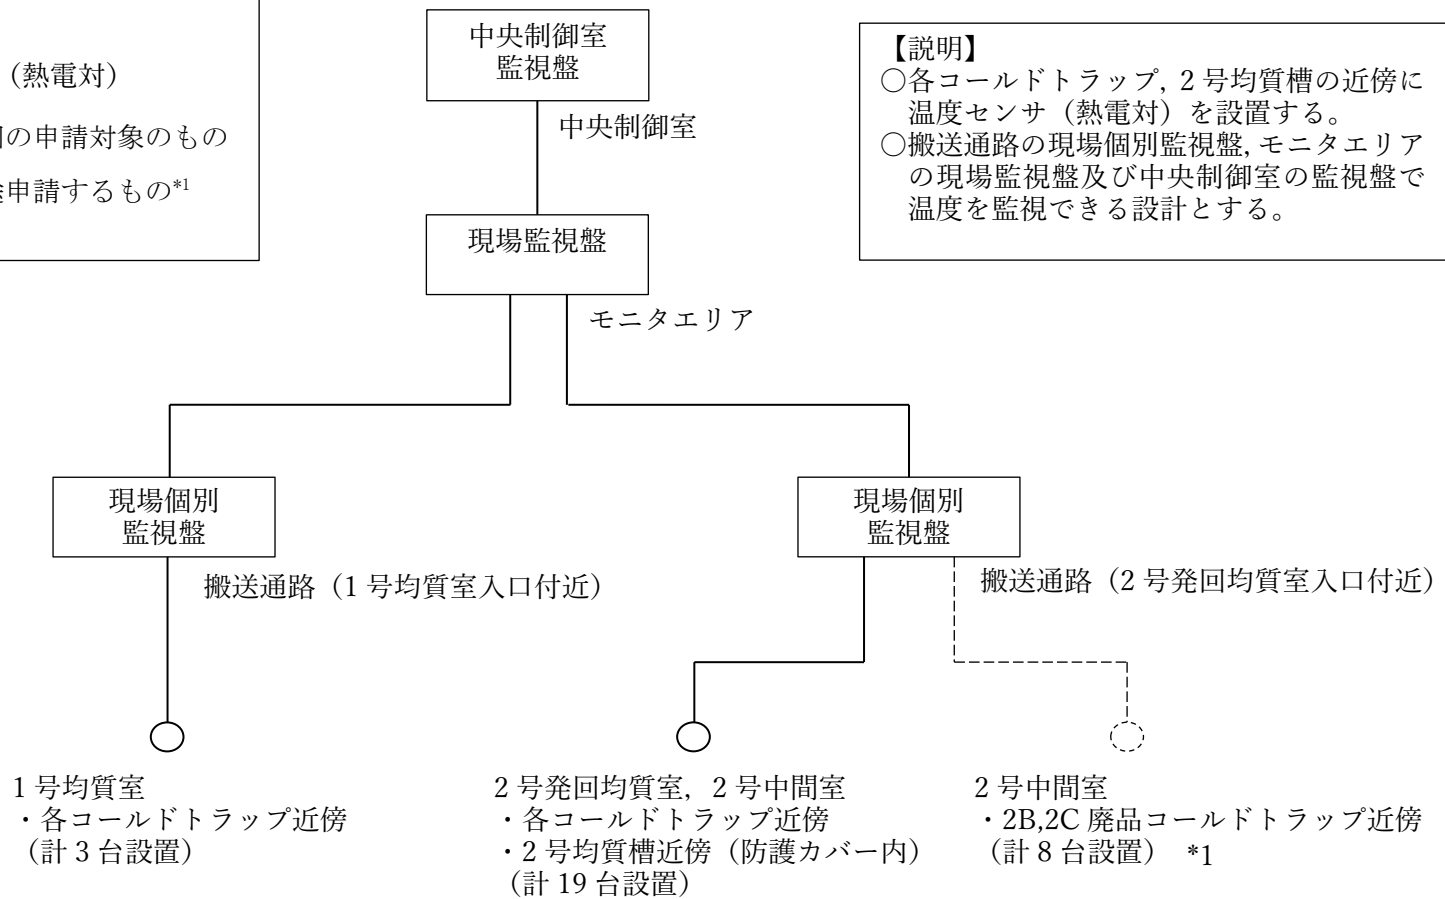 （熱電対）
の申請対象のもの
申請するもの*1
中央制御室
監視盤
中央制御室
【説明】
○各コールドトラップ, 2 号均質槽の近傍に
温度センサ（熱電対）を設置する。
○搬送通路の現場個別監視盤, モニタエリア
の現場監視盤及び中央制御室の監視盤で
温度を監視できる設計とする。
現場監視盤
モニタエリア
現場個別
監視盤
搬送通路（1 号均質室入口付近）
現場個別
監視盤
搬送通路（2 号発回均質室入口付近）
1 号均質室
・各コールドトラップ近傍
（計 3 台設置）
2 号発回均質室，2 号中間室
・各コールドトラップ近傍
・2 号均質槽近傍（防護カバー内）
（計 19 台設置）
2 号中間室
・2B,2C 廃品コールドトラップ近傍
（計 8 台設置） *1